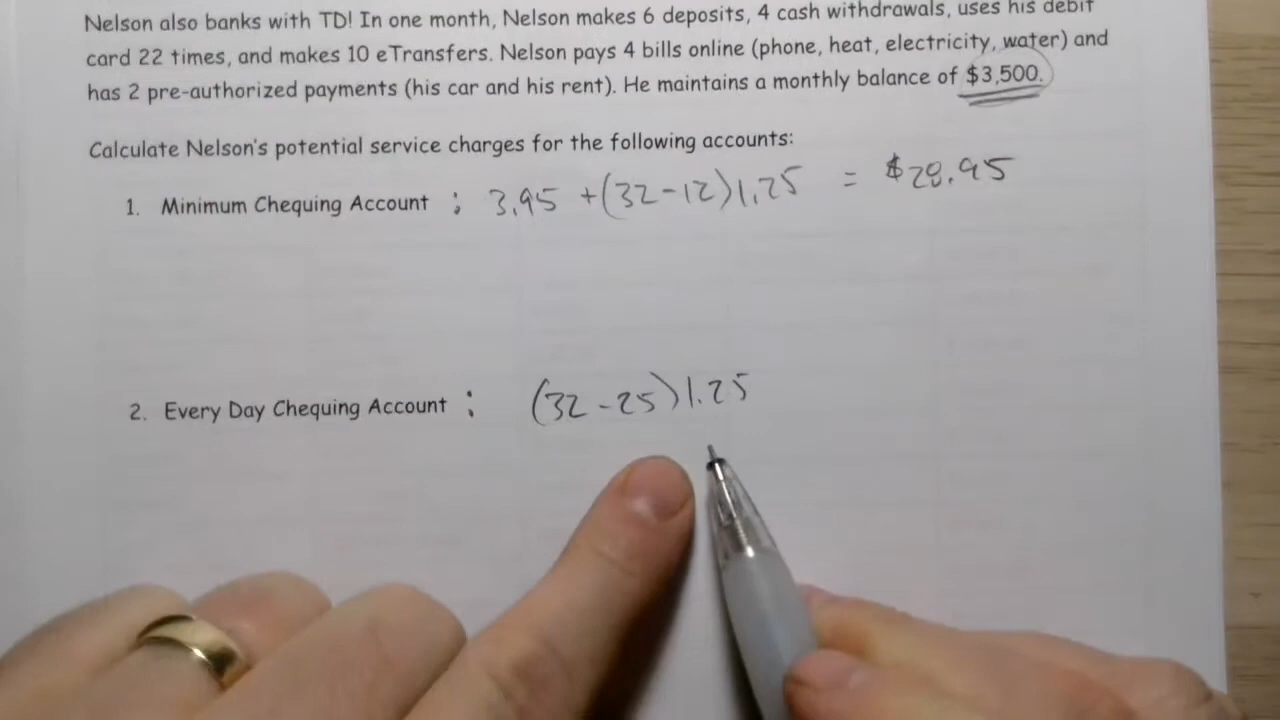 Nelson also banks with TD! In one month, Nelson makes 6 deposits, 4 cash withdrawals, uses his debit
card 22 times, and makes 10 eTransfers. Nelson pays 4 bills online (phone, heat, electricity, water) and
has 2 pre-authorized payments (his car and his rent). He maintains a monthly balance of $3,500.
Calculate Nelson's potential service charges for the following accounts:
1. Minimum Chequing Account : 3.95 +(32-12)1.25 = $28.95
2. Every Day Chequing Account : (32-25)1.25